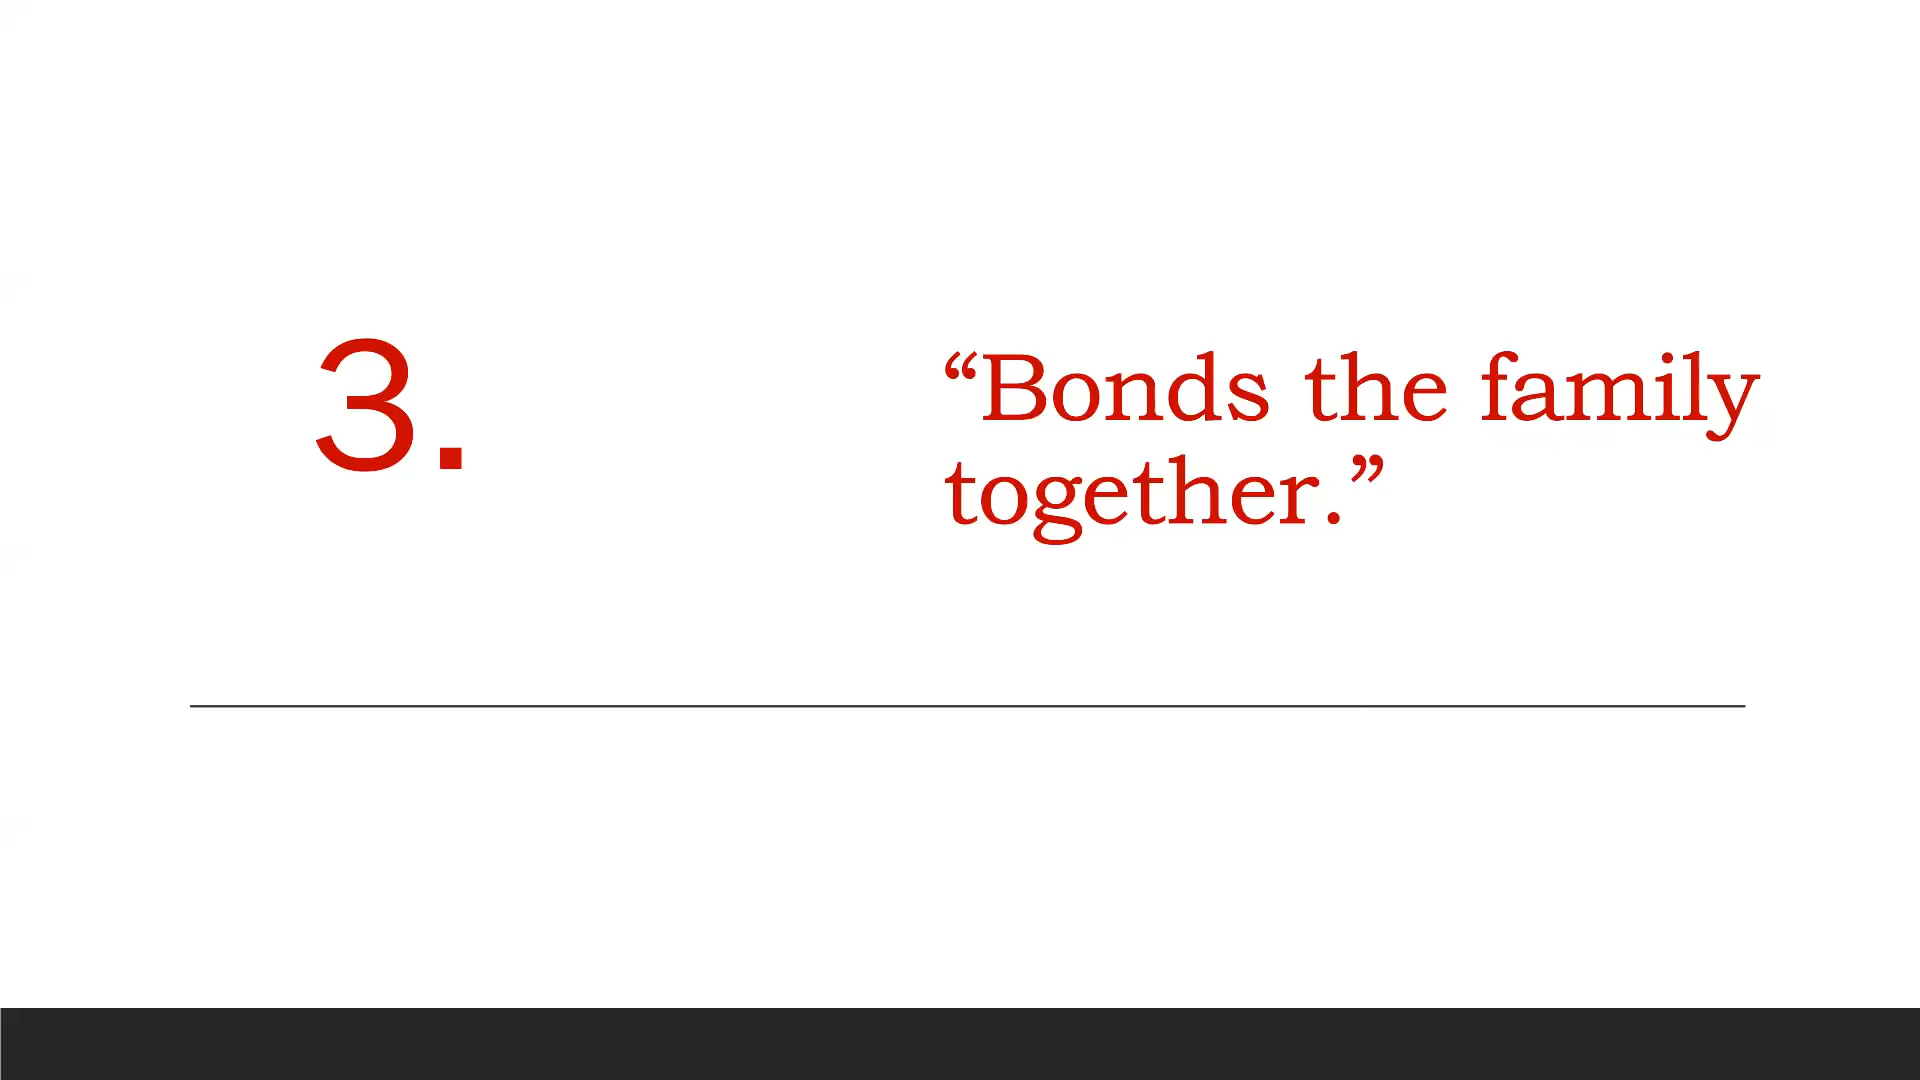 3.
“Bonds the family
together.”